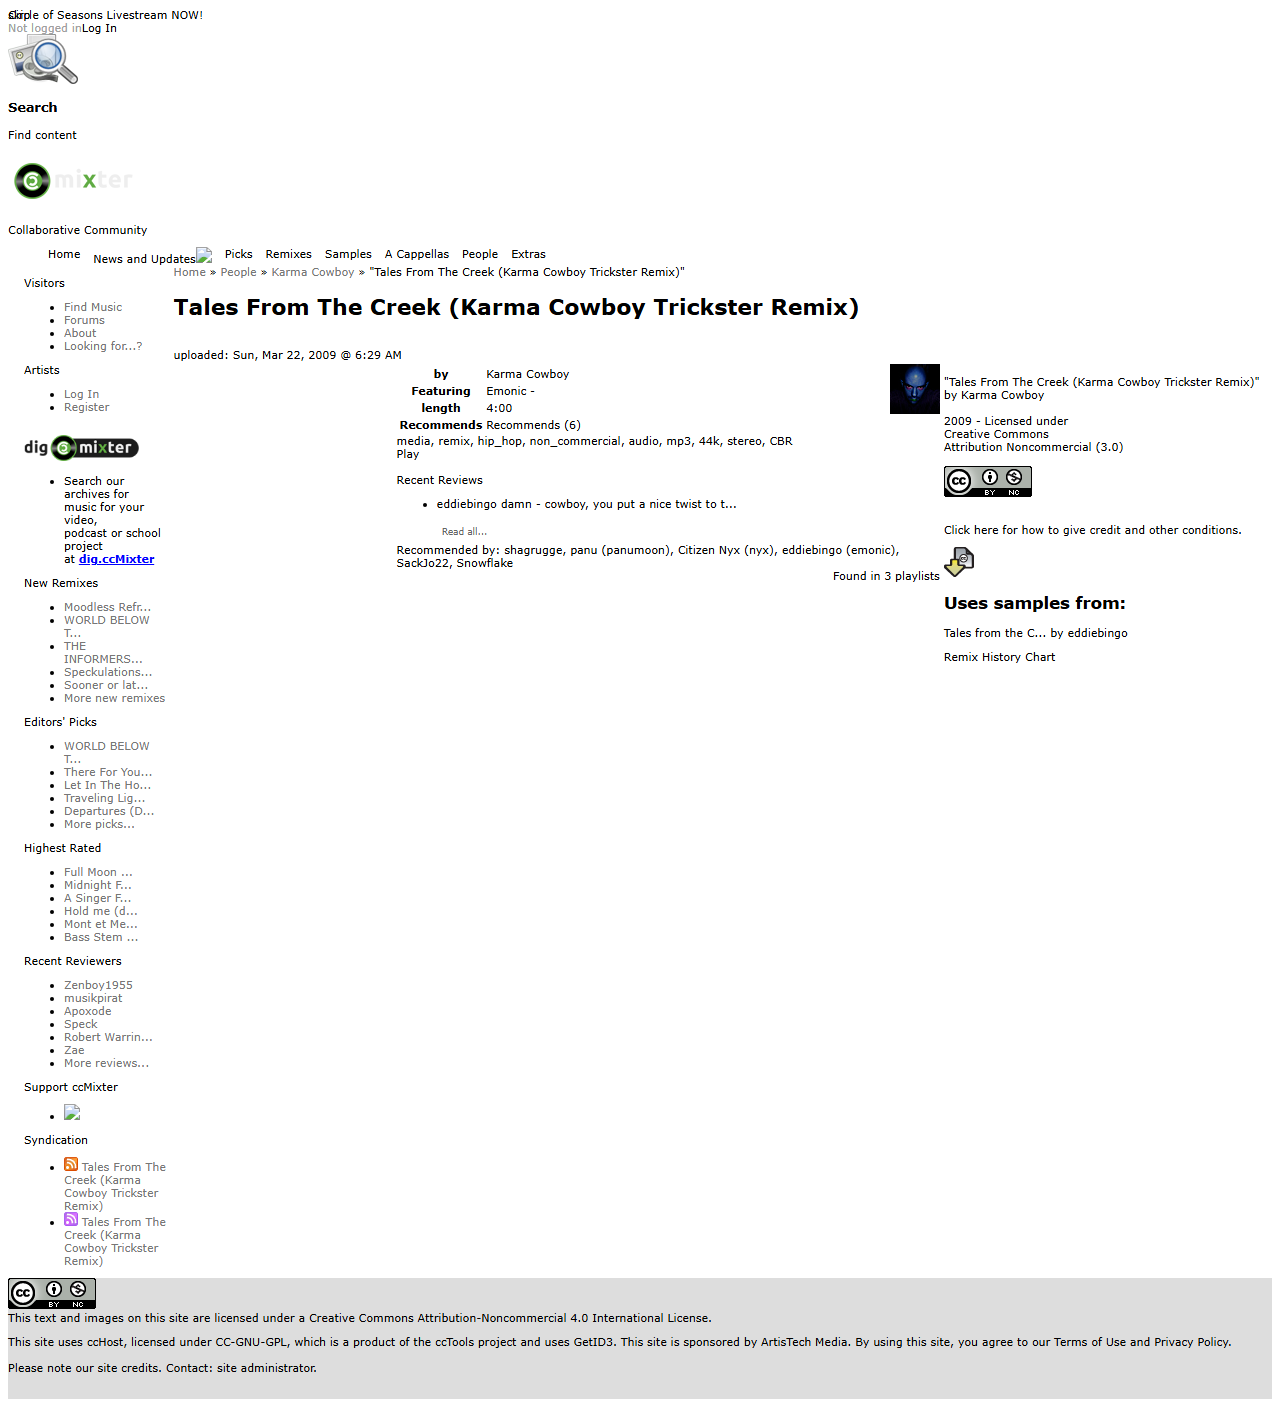 Circle of Seasons Livestream NOW!
Not logged in Log In
Search
Find content
mixter
Collaborative Community
Home News and Updates Picks Remixes Samples A Cappellas People Extras
Home » People » Karma Cowboy » "Tales From The Creek (Karma Cowboy Trickster Remix)"
Visitors
Find Music
Forums
About
Looking for...?
Artists
Log In
Register
dig mixter
Search our
archives for
music for your
video,
podcast or school
project
at dig.ccMixter
New Remixes
Moodless Refr...
WORLD BELOW
T...
THE
INFORMERS...
Speckulations...
Sooner or lat...
More new remixes
Editors' Picks
WORLD BELOW
T...
There For You...
Let In The Ho...
Traveling Lig...
Departures (D...
More picks...
Highest Rated
Full Moon ...
Midnight F...
A Singer F...
Hold me (d...
Mont et Me...
Bass Stem ...
Recent Reviewers
Zenboy1955
musikpirat
Apoxode
Speck
Robert Warrin...
Zae
More reviews...
Support ccMixter
Syndication
Tales From The
Creek (Karma
Cowboy Trickster
Remix)
Tales From The
Creek (Karma
Cowboy Trickster
Remix)
Tales From The Creek (Karma Cowboy Trickster Remix)
uploaded: Sun, Mar 22, 2009 @ 6:29 AM
by Karma Cowboy
Featuring Emonic -
length 4:00
Recommends Recommends (6)
media, remix, hip_hop, non_commercial, audio, mp3, 44k, stereo, CBR
Play
Recent Reviews
eddiebingo damn - cowboy, you put a nice twist to t...
Read all...
Recommended by: shagrugge, panu (panumoon), Citizen Nyx (nyx), eddiebingo (emonic),
SackJo22, Snowflake
Found in 3 playlists
"Tales From The Creek (Karma Cowboy Trickster Remix)"
by Karma Cowboy
2009 - Licensed under
Creative Commons
Attribution Noncommercial (3.0)
cc BY NC
Click here for how to give credit and other conditions.
Uses samples from:
Tales from the C... by eddiebingo
Remix History Chart
cc BY NC
This text and images on this site are licensed under a Creative Commons Attribution-Noncommercial 4.0 International License.
This site uses ccHost, licensed under CC-GNU-GPL, which is a product of the ccTools project and uses GetID3. This site is sponsored by ArtisTech Media. By using this site, you agree to our Terms of Use and Privacy Policy.
Please note our site credits. Contact: site administrator.